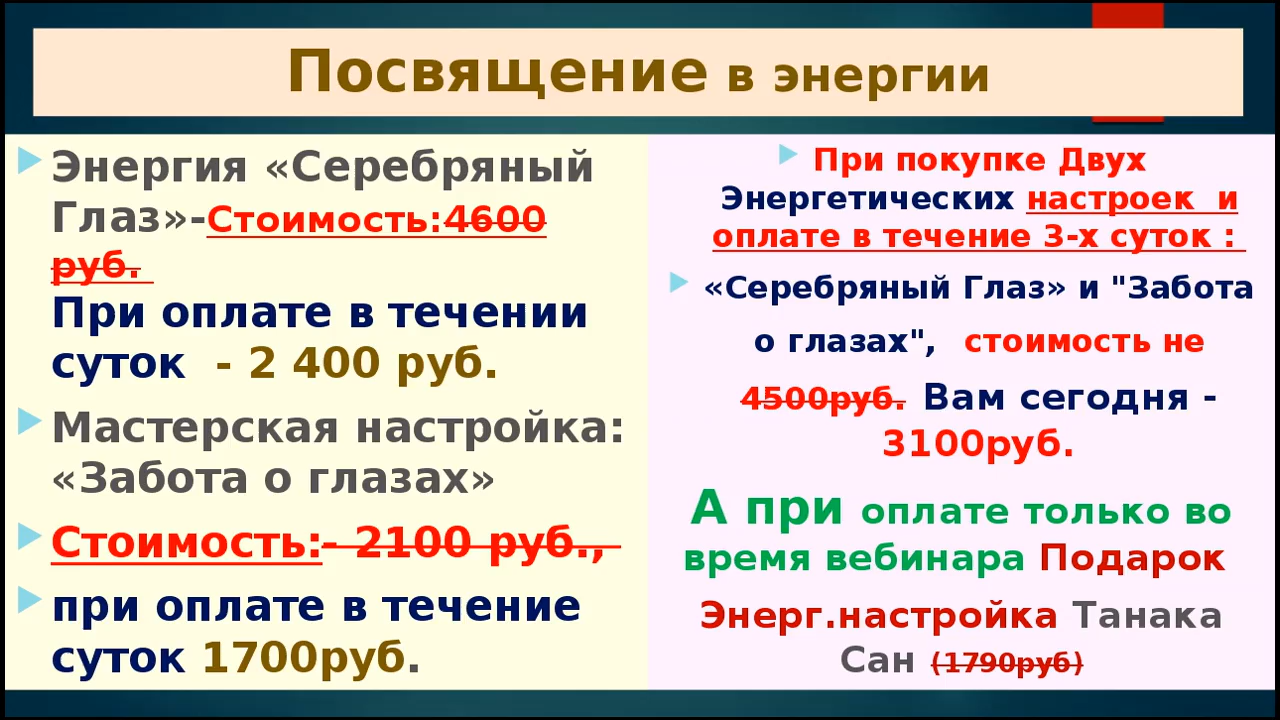 Посвящение в энергии
Энергия «Серебряный
Глаз»-Стоимость:4600
руб.
При оплате в течении
суток - 2 400 руб.
Мастерская настройка:
«Забота о глазах»
Стоимость:- 2100 руб.,
при оплате в течение
суток 1700руб.
При покупке Двух
Энергетических настроек и
оплате в течение 3-х суток :
«Серебряный Глаз» и "Забота
о глазах", стоимость не
4500руб. Вам сегодня -
3100руб.
А при оплате только во
время вебинара Подарок
Энерг.настройка Танака
Сан (1790руб)